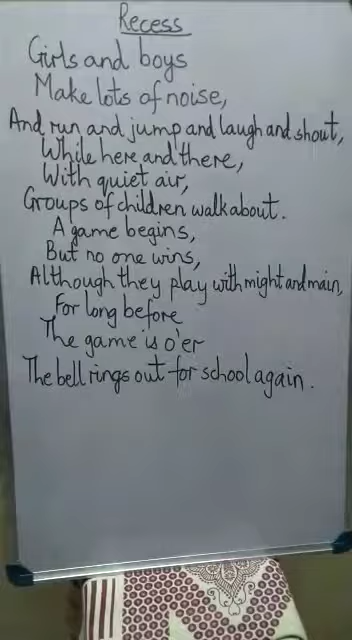 Recess
Girls and boys
Make lots of noise,
And run and jump and laugh and shout,
While here and there,
With quiet air,
Groups of children walk about.
A game begins,
But no one wins,
Although they play with might and main,
For long before
The game is o'er
The bell rings out for school again.